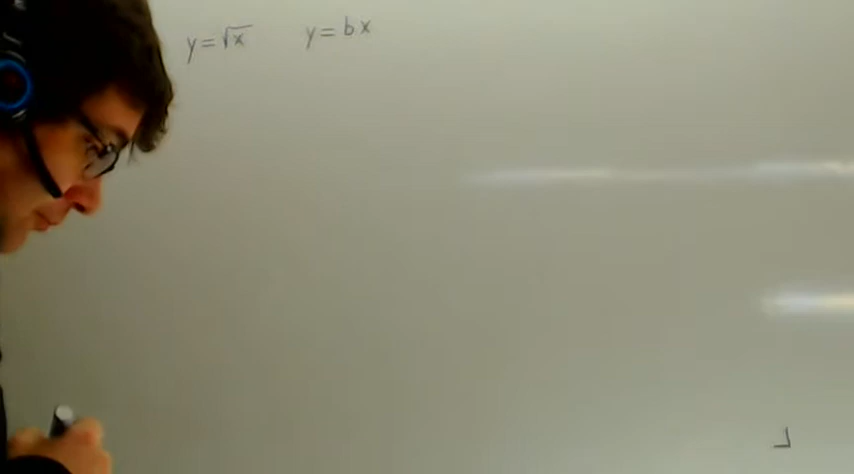 y = √x y = bx